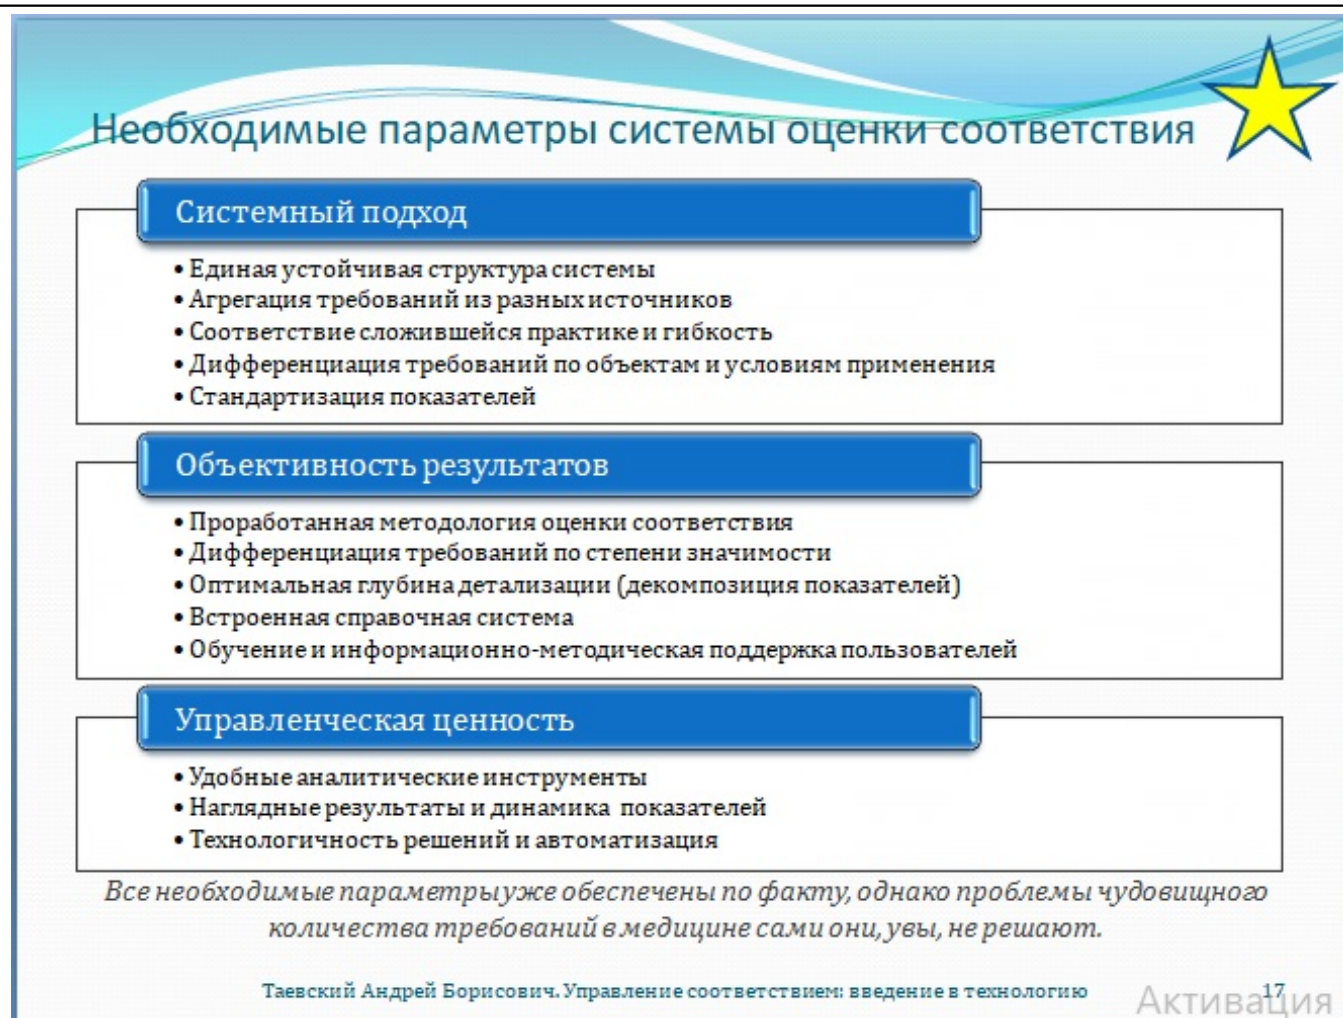 Необходимые параметры системы оценки соответствия
Системный подход
• Единая устойчивая структура системы
• Агрегация требований из разных источников
• Соответствие сложившейся практике и гибкость
• Дифференциация требований по объектам и условиям применения
• Стандартизация показателей
Объективность результатов
• Проработанная методология оценки соответствия
• Дифференциация требований по степени значимости
• Оптимальная глубина детализации (декомпозиция показателей)
• Встроенная справочная система
• Обучение и информационно-методическая поддержка пользователей
Управленческая ценность
• Удобные аналитические инструменты
• Наглядные результаты и динамика показателей
• Технологичность решений и автоматизация
Все необходимые параметры уже обеспечены по факту, однако проблемы чудовищного
количества требований в медицине сами они, увы, не решают.
Таевский Андрей Борисович. Управление соответствием: введение в технологию
17
Активация